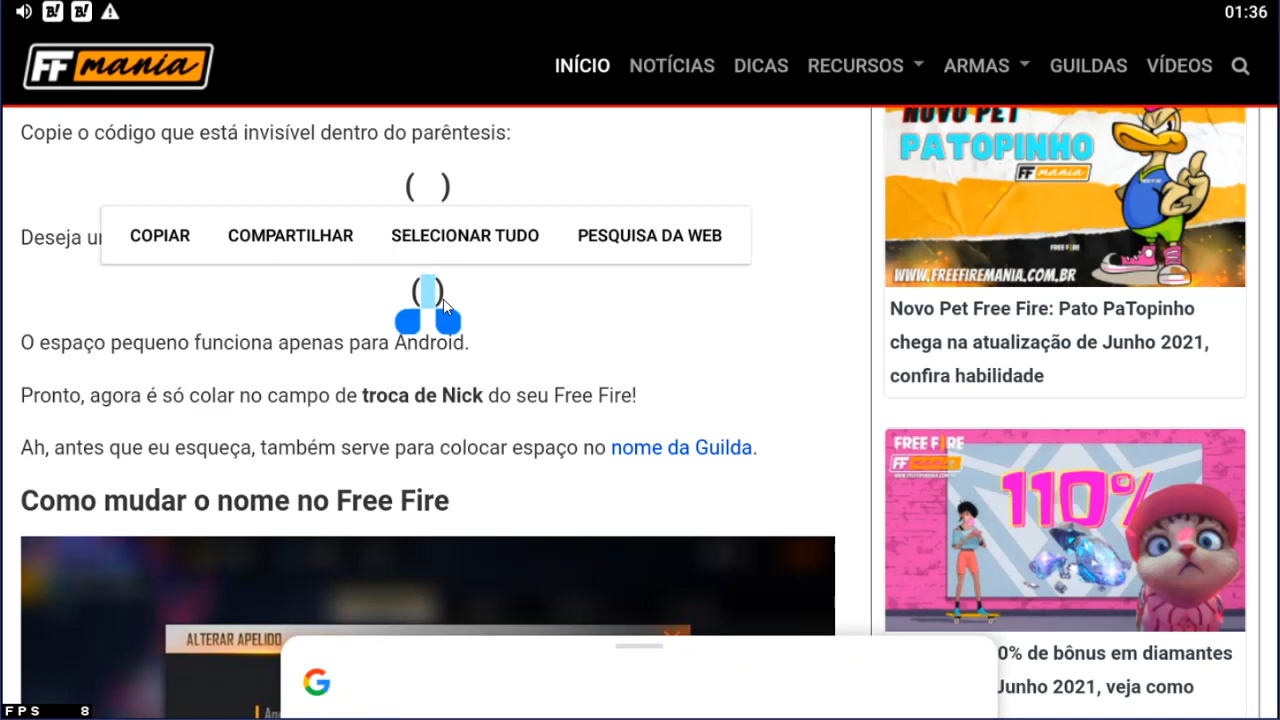 01:36
FF mania
INÍCIO NOTÍCIAS DICAS RECURSOS ARMAS GUILDAS VÍDEOS
Copie o código que está invisível dentro do parêntesis:
( )
Deseja
COPIAR COMPARTILHAR SELECIONAR TUDO PESQUISA DA WEB
( )
O espaço pequeno funciona apenas para Android.
Pronto, agora é só colar no campo de troca de Nick do seu Free Fire!
Ah, antes que eu esqueça, também serve para colocar espaço no nome da Guilda.
Como mudar o nome no Free Fire
ALTERAR APELIDO
NOVO PET
PATOPINHO
FF mania
FREE FIRE
WWW.FREEFIREMANIA.COM.BR
Novo Pet Free Fire: Pato PaTopinho
chega na atualização de Junho 2021,
confira habilidade
FREE FIRE
FF mania
110%
0% de bônus em diamantes
Junho 2021, veja como
FPS 8